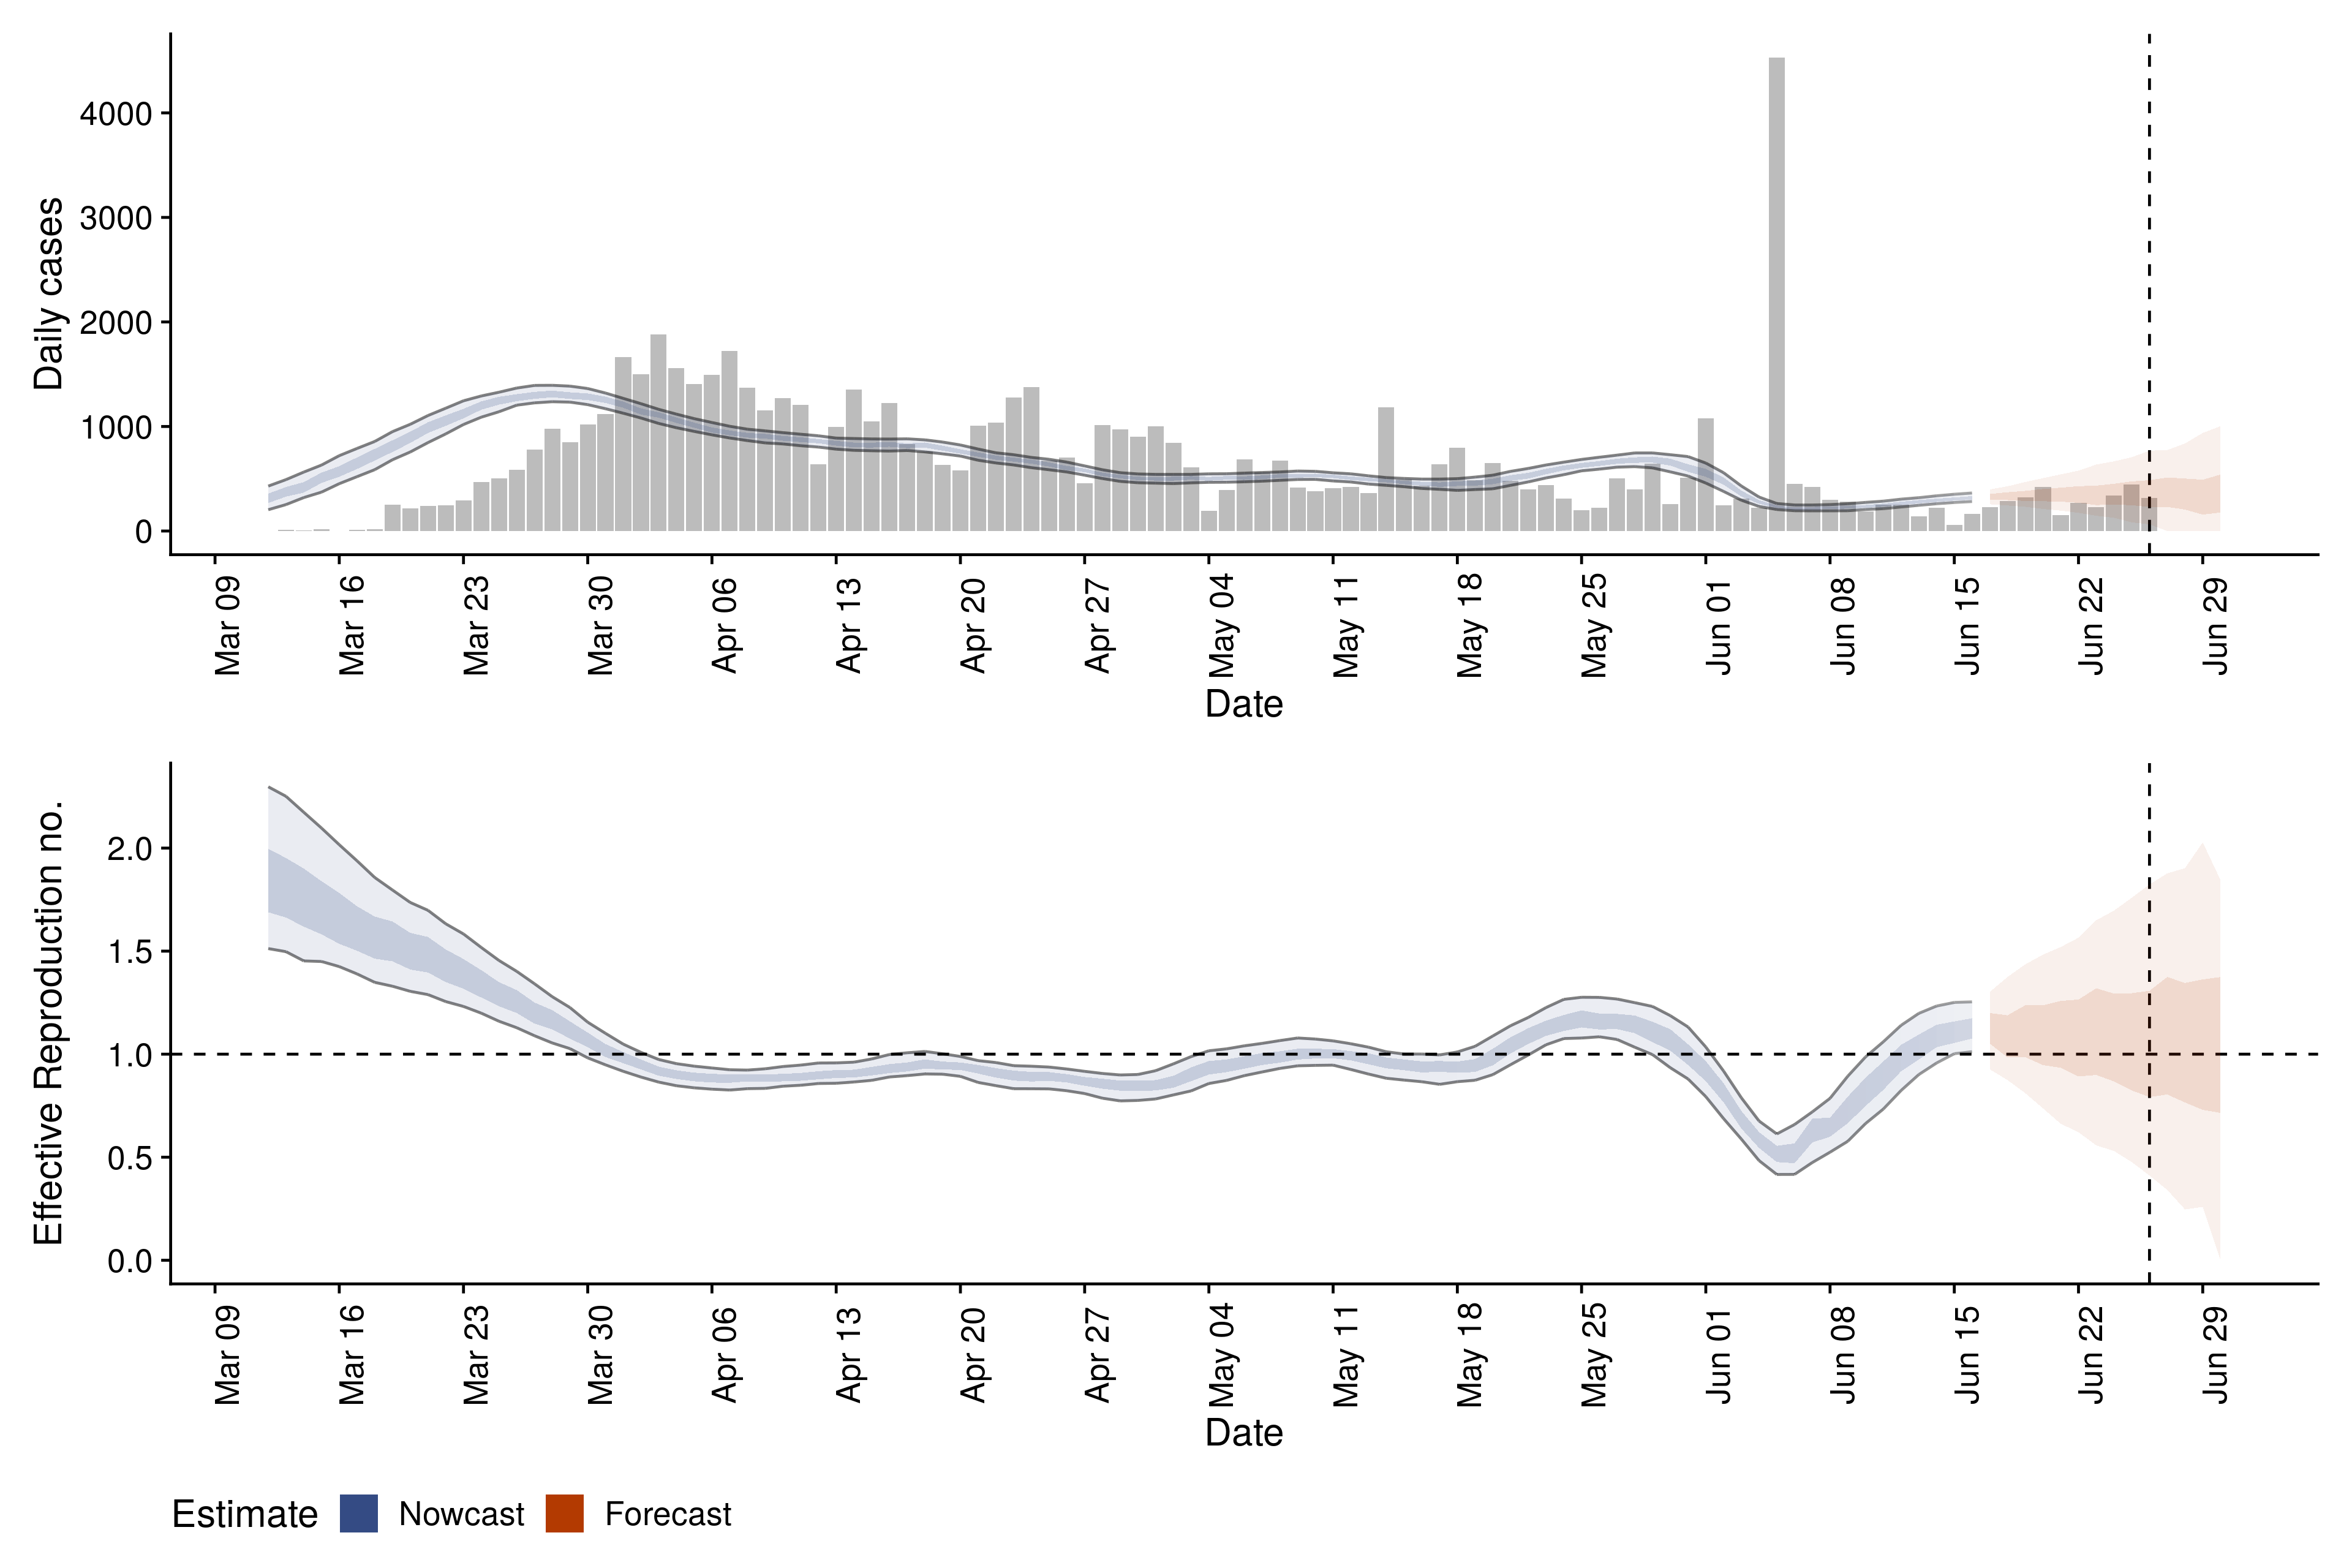 Daily cases
4000
3000
2000
1000
0
Mar 09
Mar 16
Mar 23
Mar 30
Apr 06
Apr 13
Apr 20
Apr 27
May 04
May 11
May 18
May 25
Jun 01
Jun 08
Jun 15
Jun 22
Jun 29
Date
Effective Reproduction no.
2.0
1.5
1.0
0.5
0.0
Mar 09
Mar 16
Mar 23
Mar 30
Apr 06
Apr 13
Apr 20
Apr 27
May 04
May 11
May 18
May 25
Jun 01
Jun 08
Jun 15
Jun 22
Jun 29
Date
Estimate Nowcast Forecast